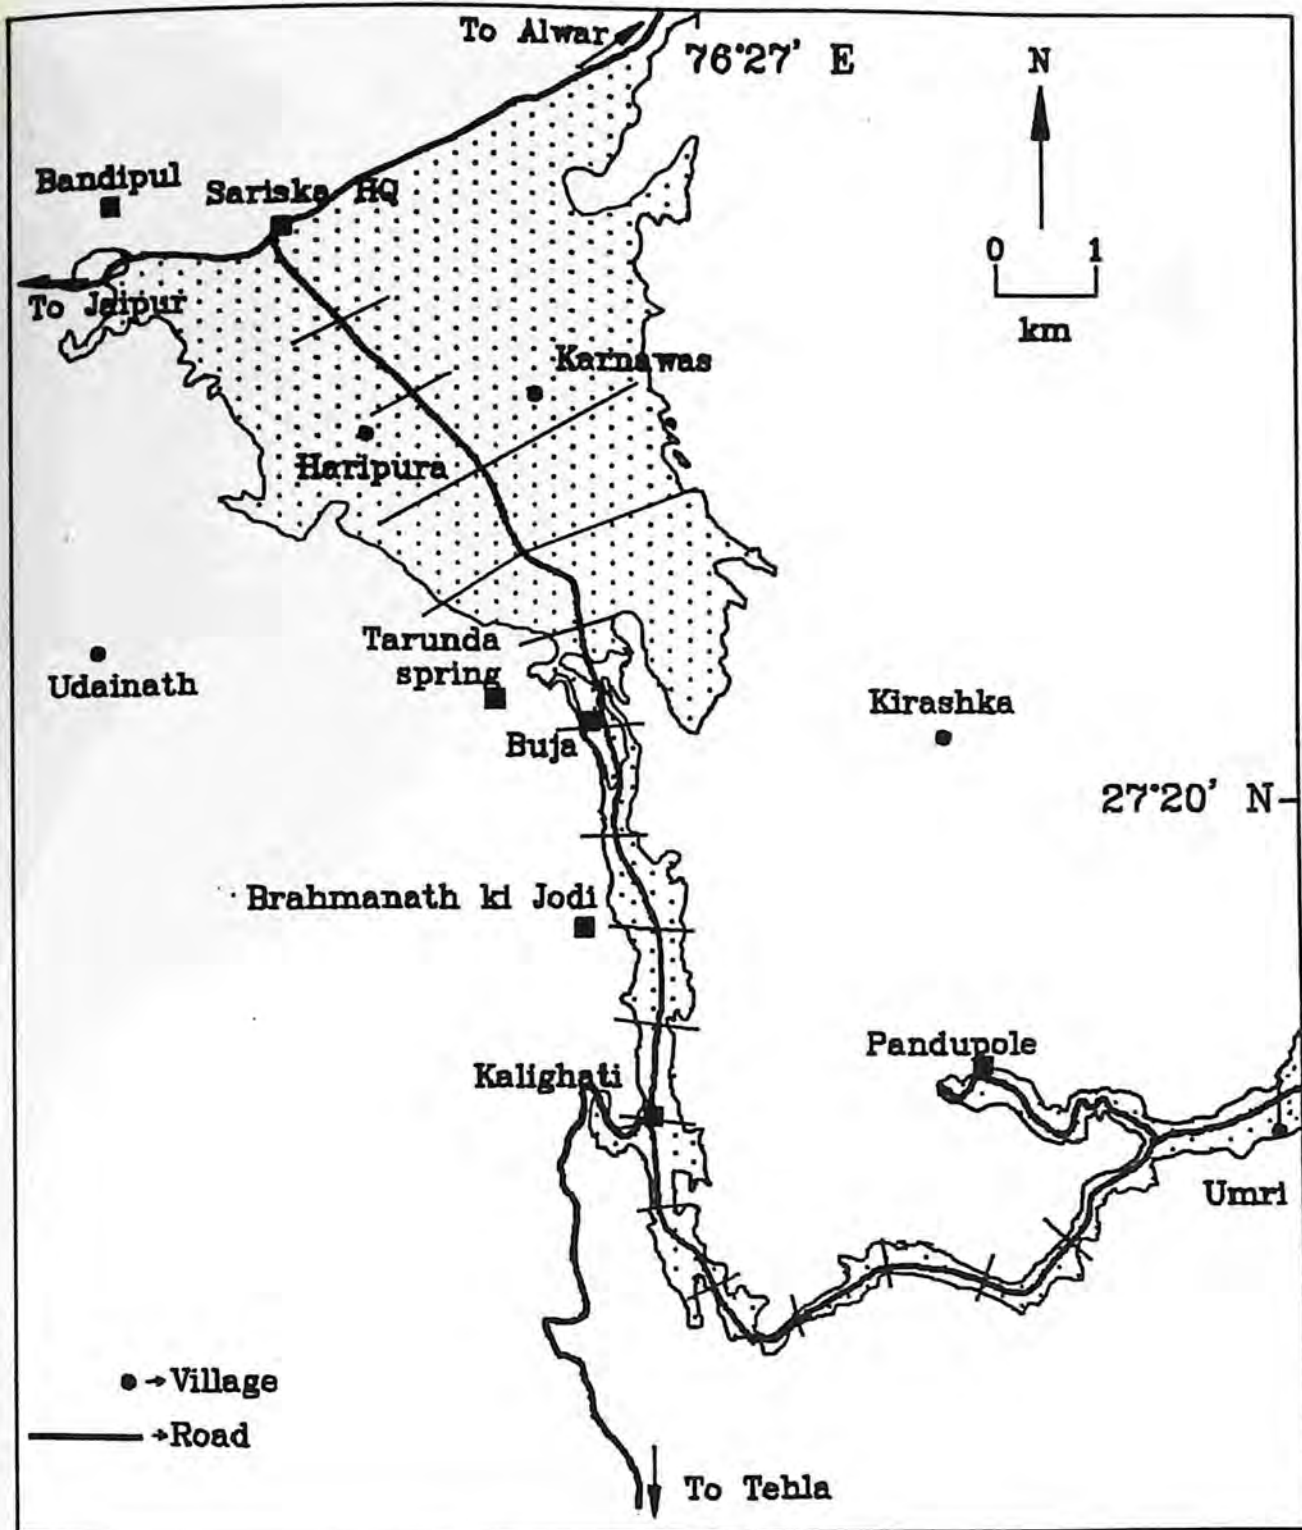 To Alwar
76°27' E
N
Bandipul
Sariska HQ
0 1
km
To Jaipur
Karnawas
Haripura
Tarunda
spring
Udainath
Kirashka
Buja
27°20' N
Brahmanath ki Jodi
Pandupole
Kalighati
Umri
→Village
→Road
To Tehla